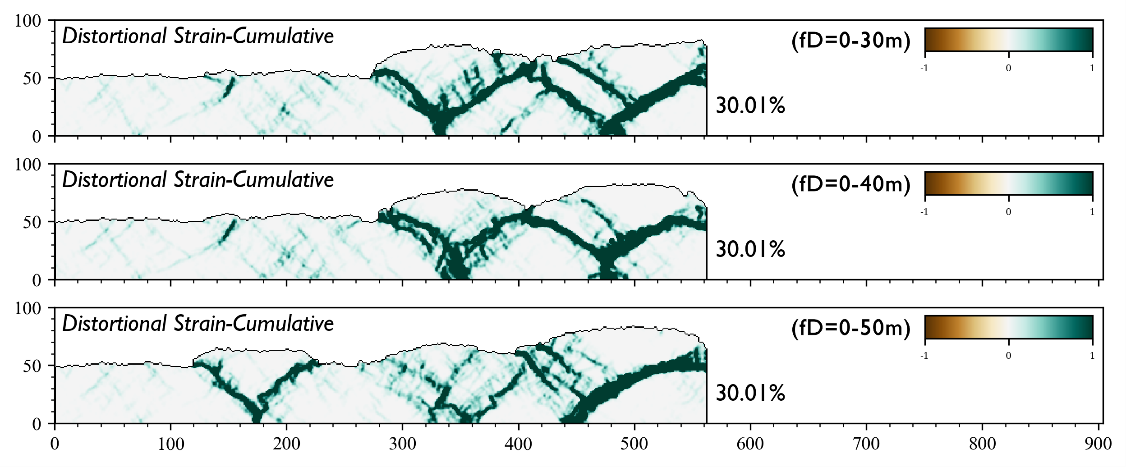 100
Distortional Strain-Cumulative
(fD=0-30m)
-1 0 1
50
30.01%
0
100
Distortional Strain-Cumulative
(fD=0-40m)
-1 0 1
50
30.01%
0
100
Distortional Strain-Cumulative
(fD=0-50m)
-1 0 1
50
30.01%
0
0 100 200 300 400 500 600 700 800 900